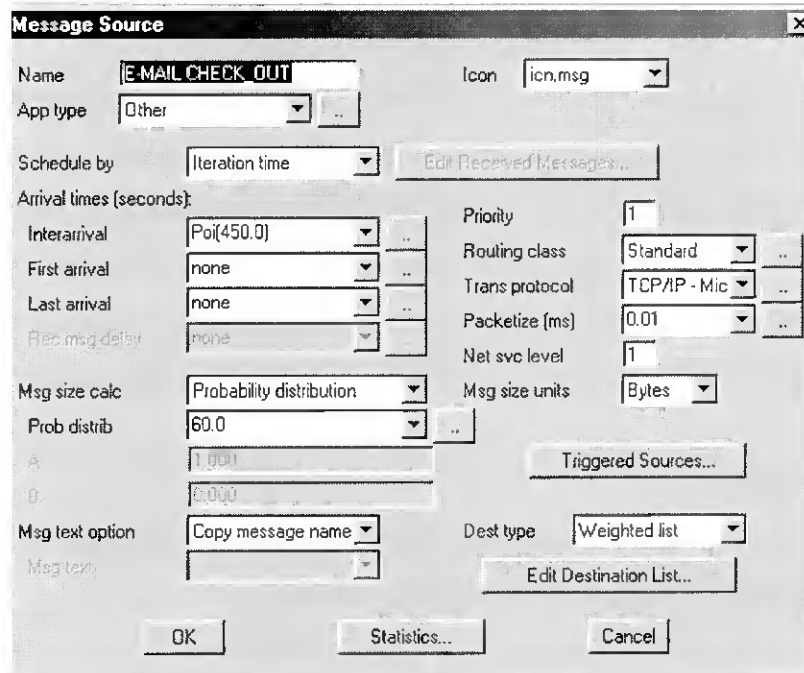 Message Source
Name E-MAIL CHECK_OUT Icon icn.msg
App type Other ..
Schedule by Iteration time Edit Received Messages...
Arrival times (seconds):
Priority 1
Interarrival Poi(450.0) ..
Routing class Standard ..
First arrival none ..
Trans protocol TCP/IP - Mic ..
Last arrival none ..
Packetize (ms) 0.01 ..
Rec msg delay none
Net svc level 1
Msg size calc Probability distribution Msg size units Bytes
Prob distrib 60.0 ..
A 1.000 Triggered Sources...
B 0.000
Msg text option Copy message name Dest type Weighted list
Msg text Edit Destination List...
OK Statistics... Cancel